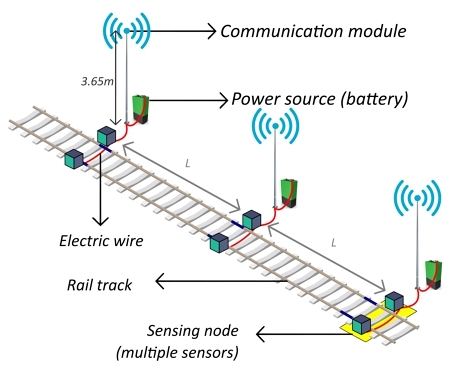 Communication module
3.65m
Power source (battery)
L
Electric wire
L
Rail track
Sensing node
(multiple sensors)